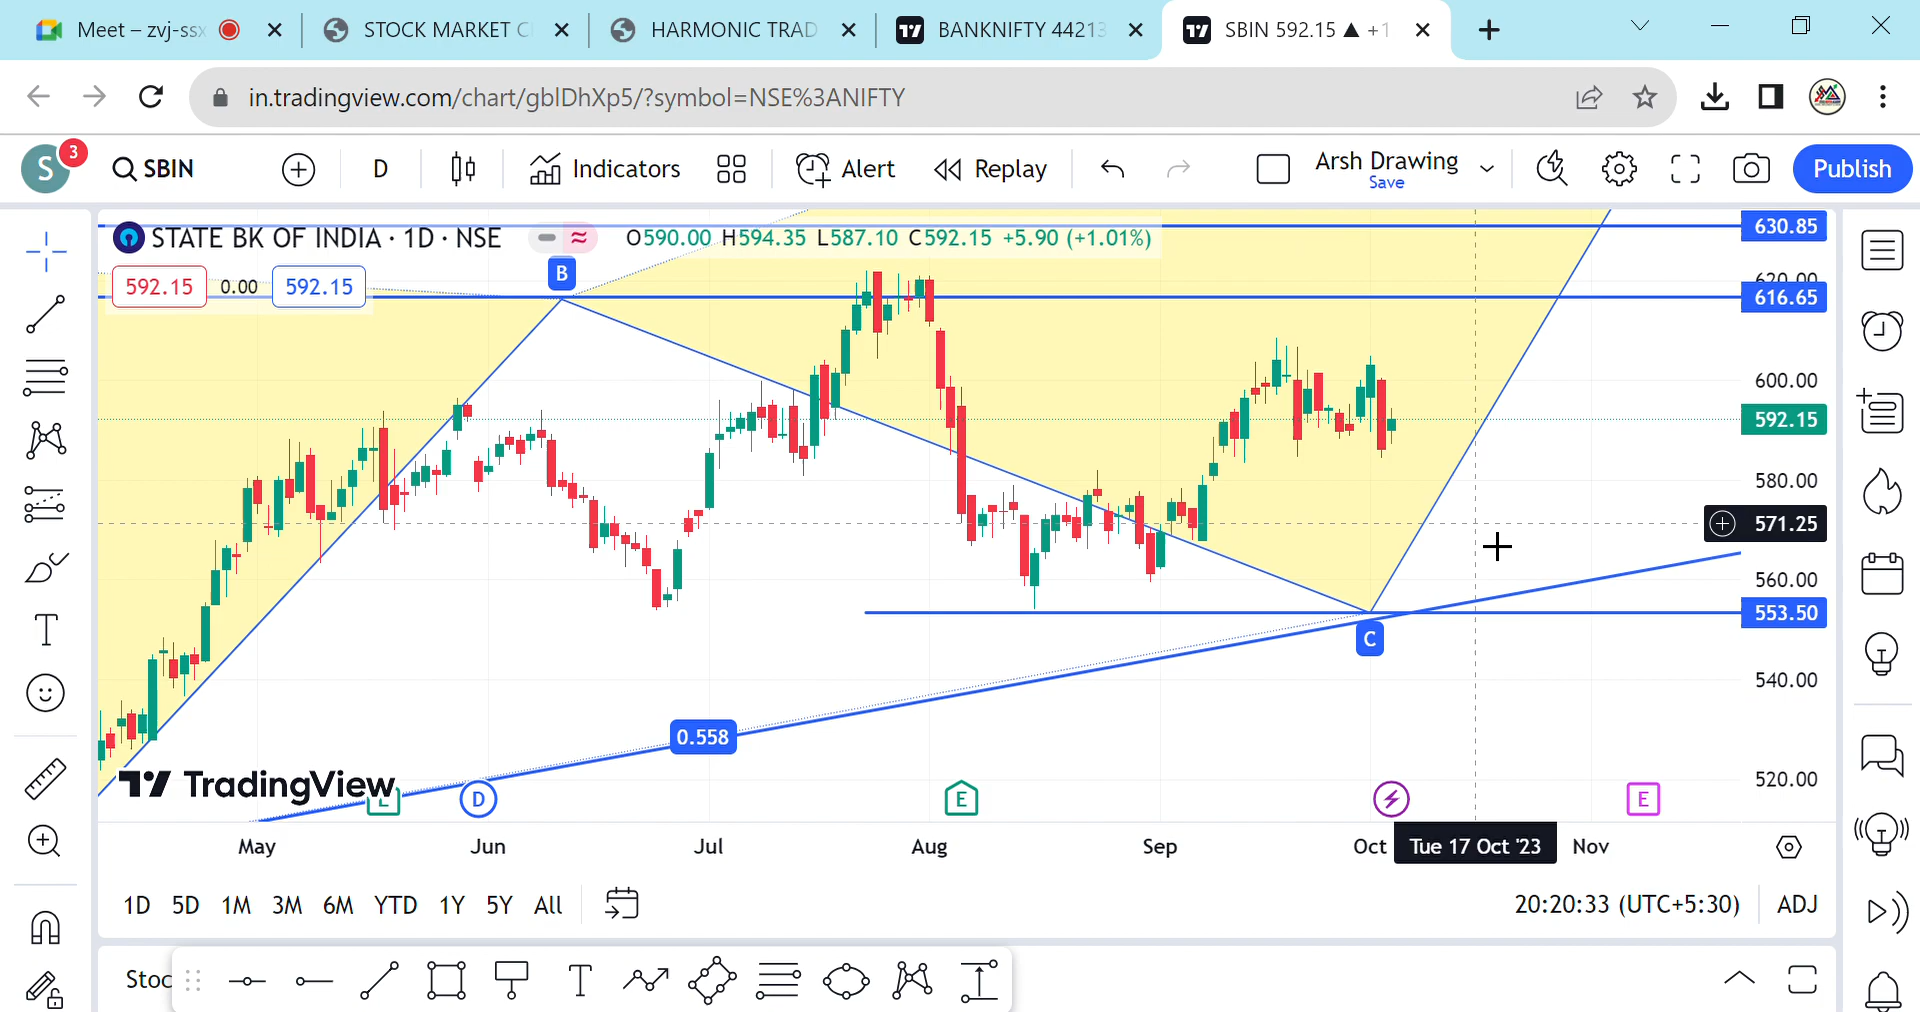 Meet – zvj-ssx
STOCK MARKET C
HARMONIC TRAD
BANKNIFTY 44213
SBIN 592.15 ▲ +1
in.tradingview.com/chart/gblDhXp5/?symbol=NSE%3ANIFTY
S 3 SBIN D Indicators Alert Replay Arsh Drawing Save Publish
STATE BK OF INDIA · 1D · NSE O590.00 H594.35 L587.10 C592.15 +5.90 (+1.01%)
592.15 0.00 592.15
B
630.85
620.00
616.65
600.00
592.15
580.00
571.25
560.00
553.50
C
540.00
0.558
520.00
TradingView
D E E
May Jun Jul Aug Sep Oct Tue 17 Oct '23 Nov
1D 5D 1M 3M 6M YTD 1Y 5Y All 20:20:33 (UTC+5:30) ADJ
Stoc